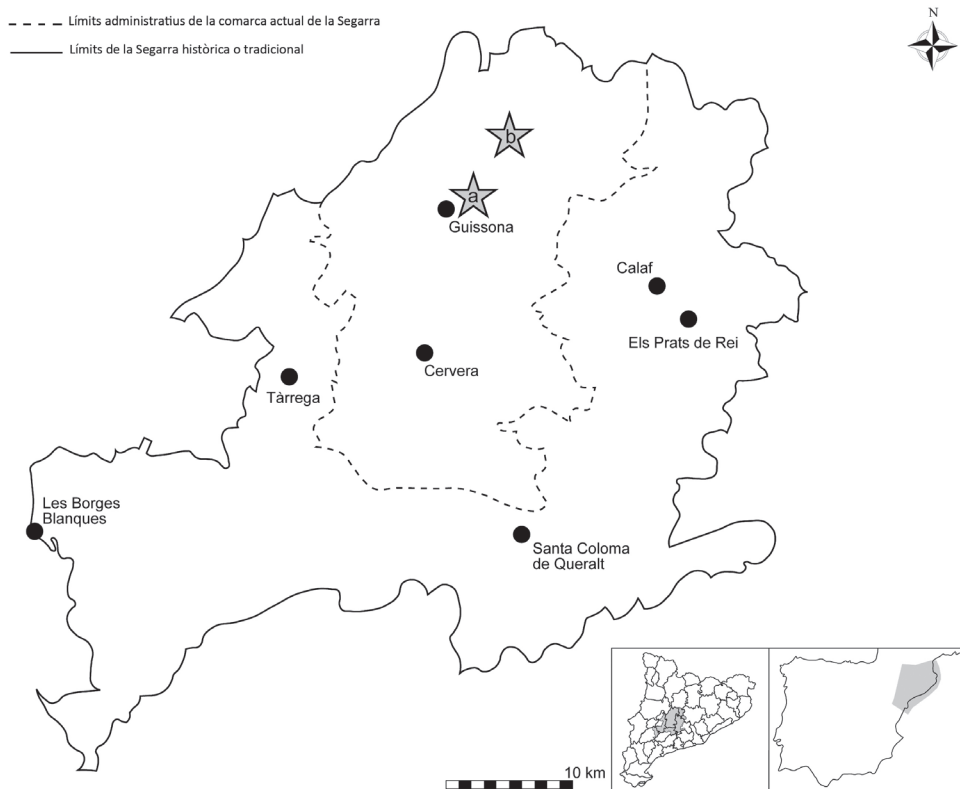 Límits administratius de la comarca actual de la Segarra
Límits de la Segarra històrica o tradicional
N
b
a
Guissona
Calaf
Els Prats de Rei
Cervera
Tàrrega
Les Borges
Blanques
Santa Coloma
de Queralt
10 km